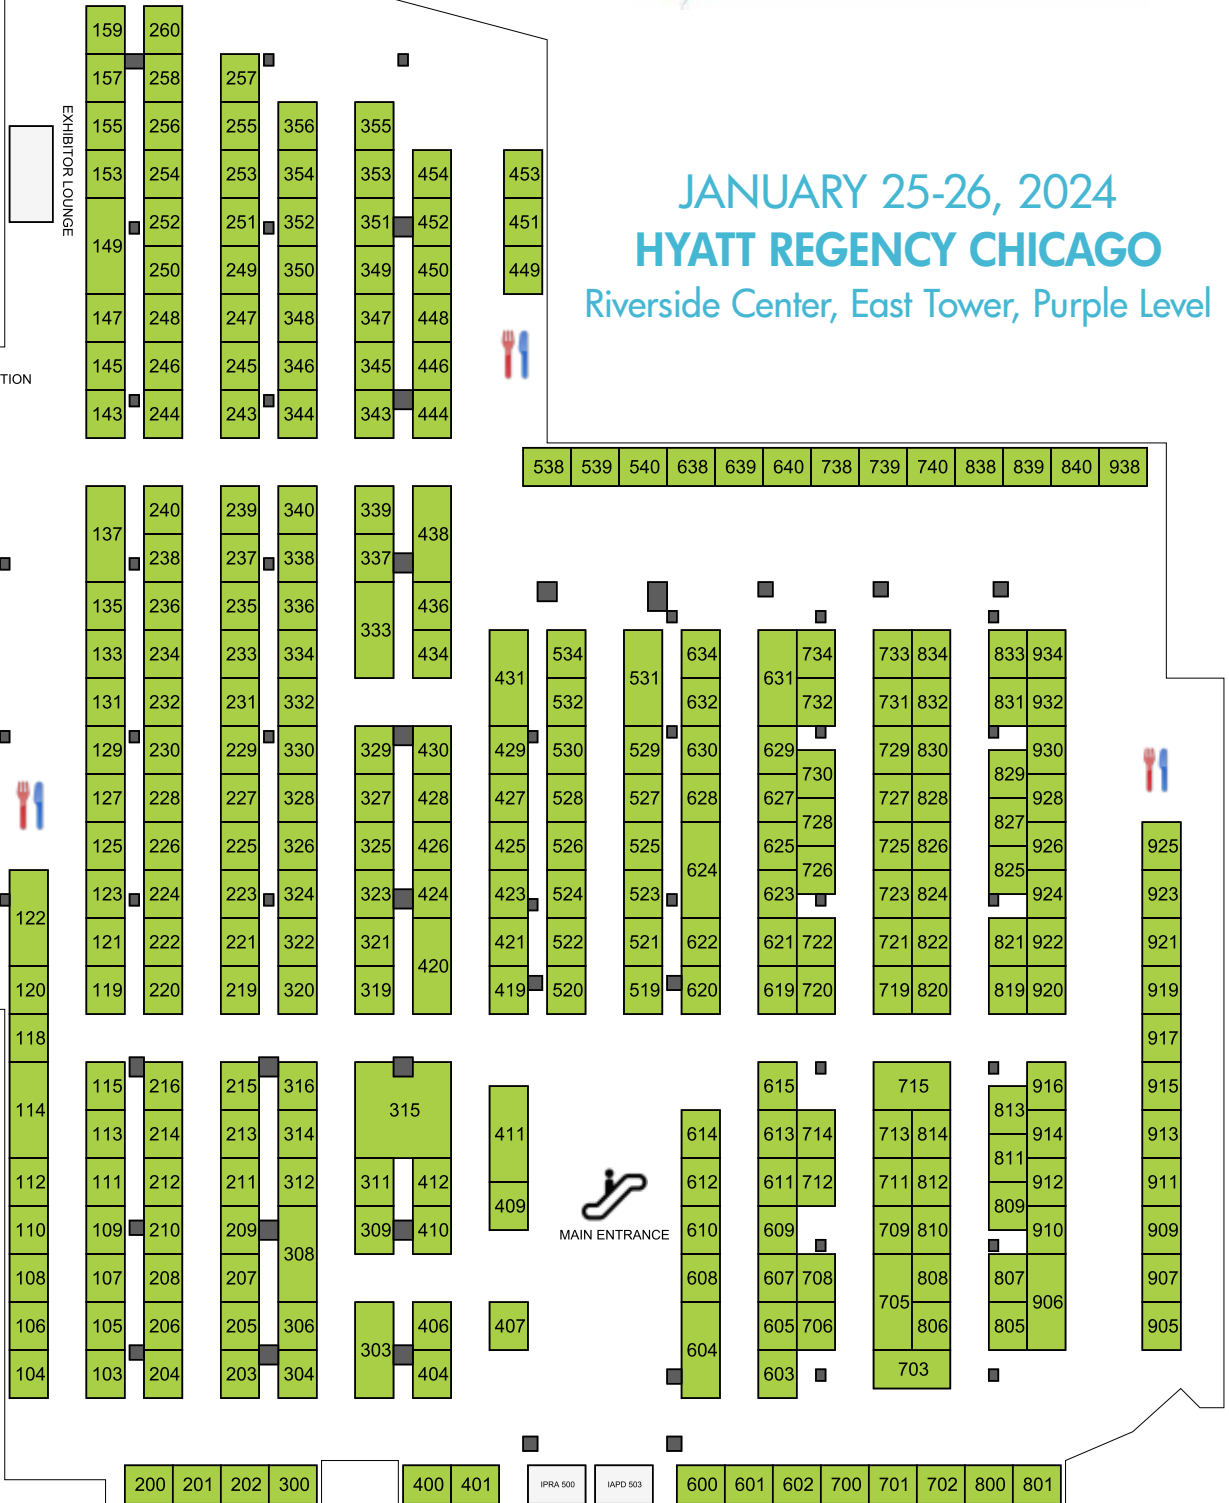 159 260
157 258 257
EXHIBITOR LOUNGE
155 256 255 356 355
153 254 253 354 353 454 453
JANUARY 25-26, 2024
149 252 251 352 351 452 451
HYATT REGENCY CHICAGO
250 249 350 349 450 449
Riverside Center, East Tower, Purple Level
147 248 247 348 347 448
145 246 245 346 345 446
TION
143 244 243 344 343 444
538 539 540 638 639 640 738 739 740 838 839 840 938
137 240 239 340 339 438
238 237 338 337
135 236 235 336 333 436
133 234 233 334 434 431 534 531 634 631 734 733 834 833 934
131 232 231 332 532 632 732 731 832 831 932
129 230 229 330 329 430 429 530 529 630 629 730 729 830 829 930
127 228 227 328 327 428 427 528 527 628 627 728 727 828 827 928
125 226 225 326 325 426 425 526 525 624 625 726 725 826 825 926 925
122 123 224 223 324 323 424 423 524 523 623 723 824 924 923
121 222 221 322 321 420 421 522 521 622 621 722 721 822 821 922 921
120 119 220 219 320 319 419 520 519 620 619 720 719 820 819 920 919
118 917
114 115 216 215 316 315 411 615 715 813 916 915
113 214 213 314 614 613 714 713 814 811 914 913
112 111 212 211 312 311 412 409 612 611 712 711 812 809 912 911
110 109 210 209 308 309 410 610 609 709 810 910 909
MAIN ENTRANCE
108 107 208 207 608 607 708 705 808 807 906 907
106 105 206 205 306 303 406 407 604 605 706 806 805 905
104 103 204 203 304 404 603 703
200 201 202 300 400 401 IPRA 500 IAPD 503 600 601 602 700 701 702 800 801